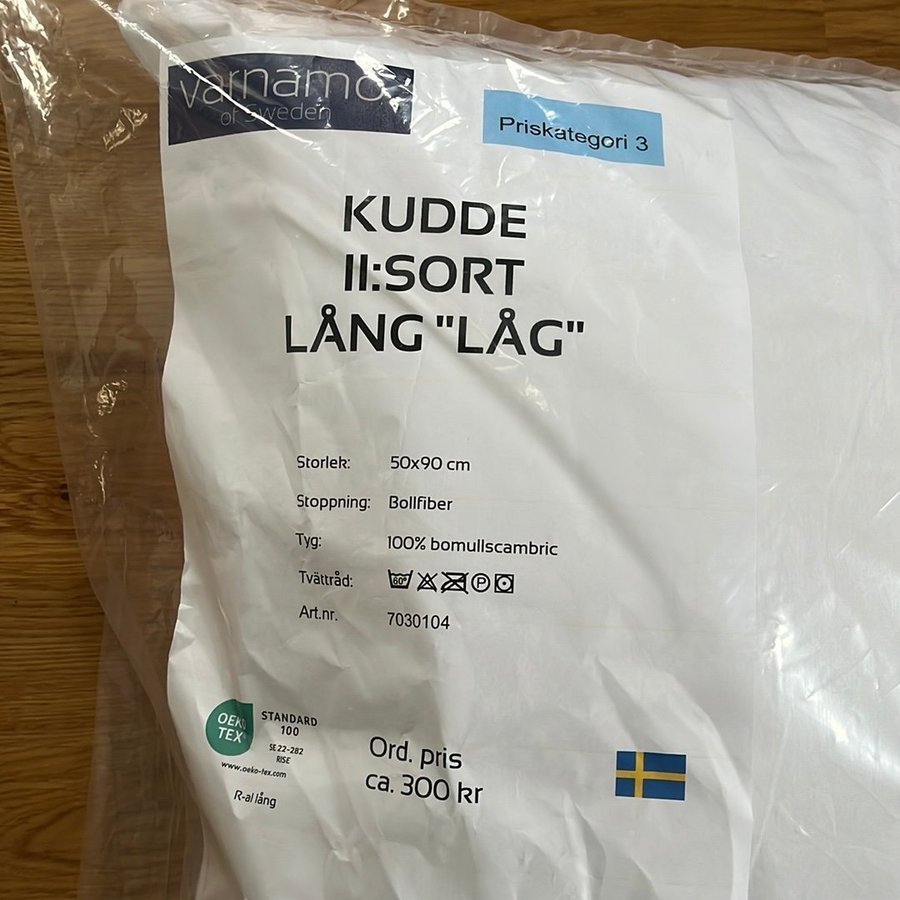 Värnamo
of Sweden
Priskategori 3
KUDDE
II:SORT
LÅNG "LÅG"
Storlek: 50x90 cm
Stoppning: Bollfiber
Tyg: 100% bomullscambric
Tvättråd: 60°
P
Art.nr. 7030104
OEKO
TEX®
STANDARD
100
SE 22-282
RISE
www.oeko-tex.com
R-al lång
Ord. pris
ca. 300 kr